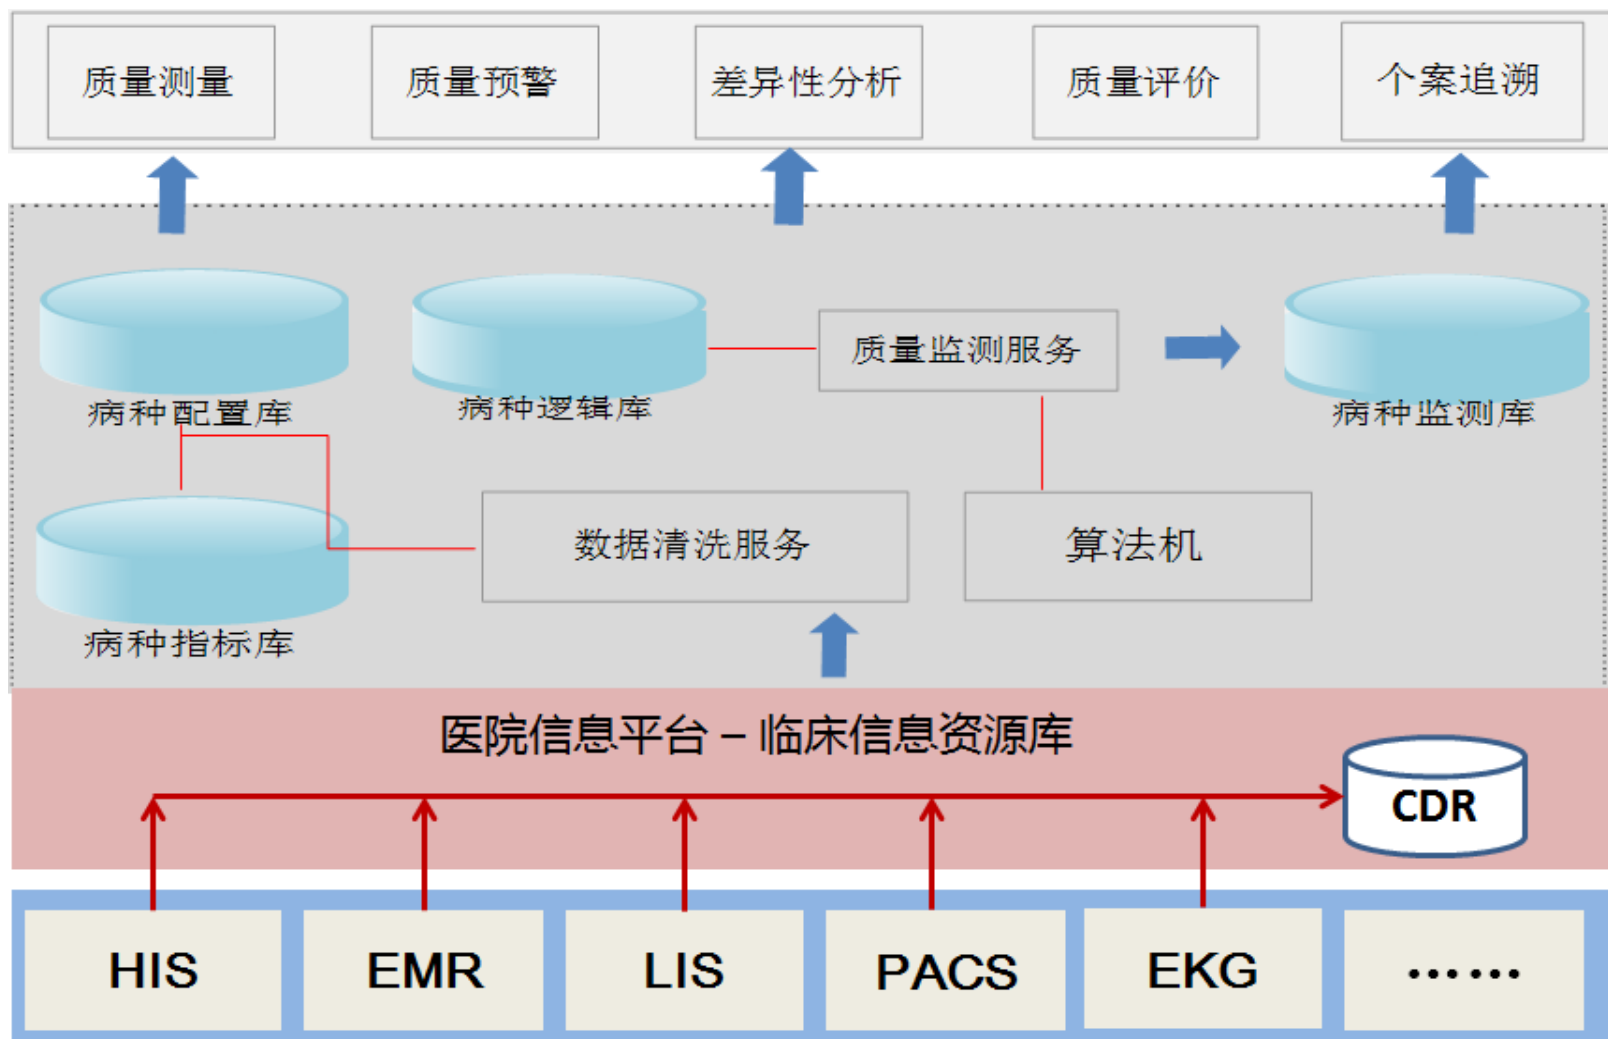 质量测量
质量预警
差异性分析
质量评价
个案追溯
病种配置库
病种逻辑库
质量监测服务
病种监测库
数据清洗服务
算法机
病种指标库
医院信息平台 – 临床信息资源库
CDR
HIS
EMR
LIS
PACS
EKG
……